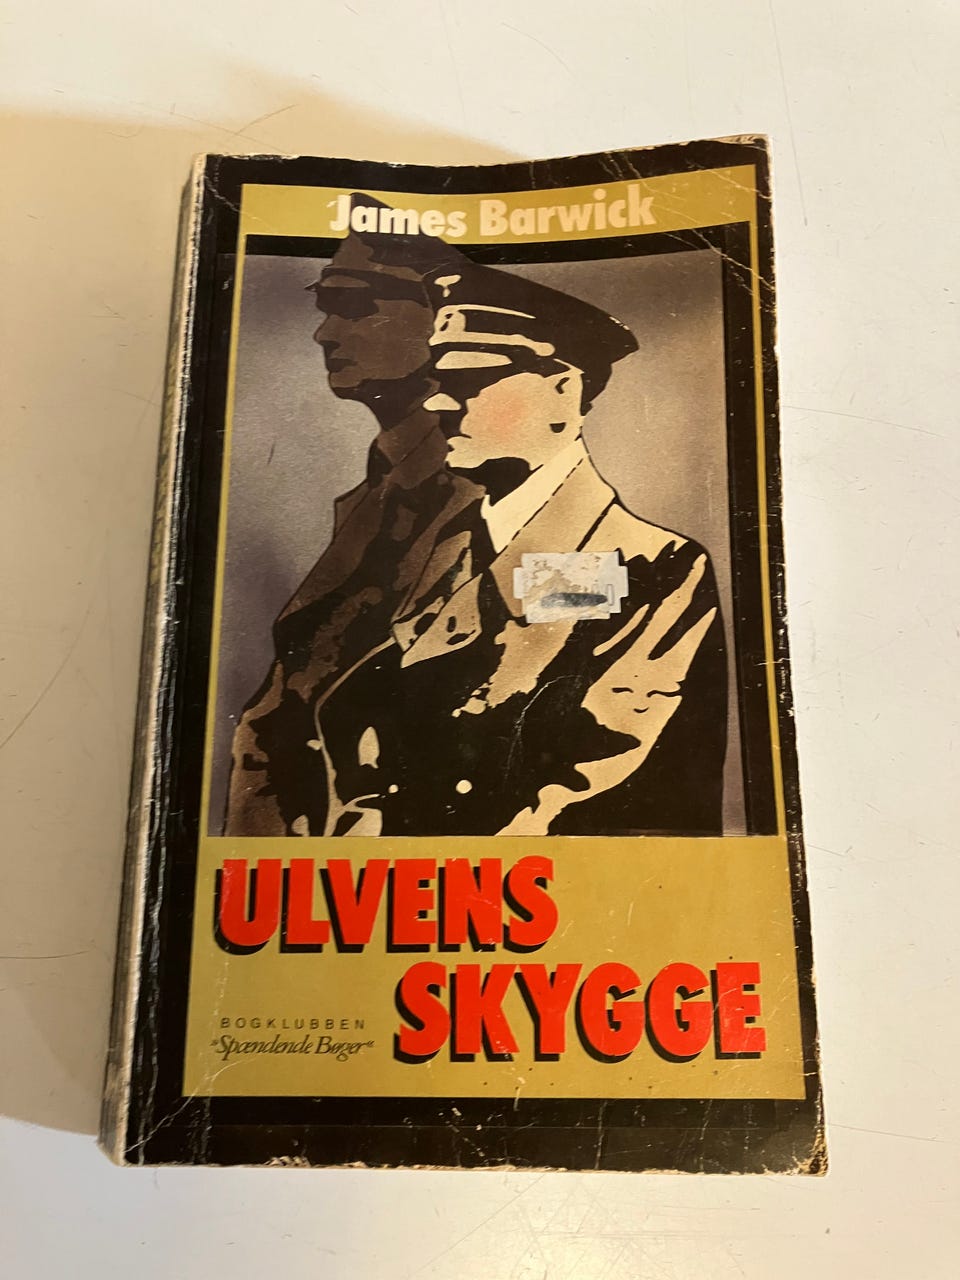 James Barwick
ULVENS
SKYGGE
BOGKLUBBEN
»Spændende Bøger«